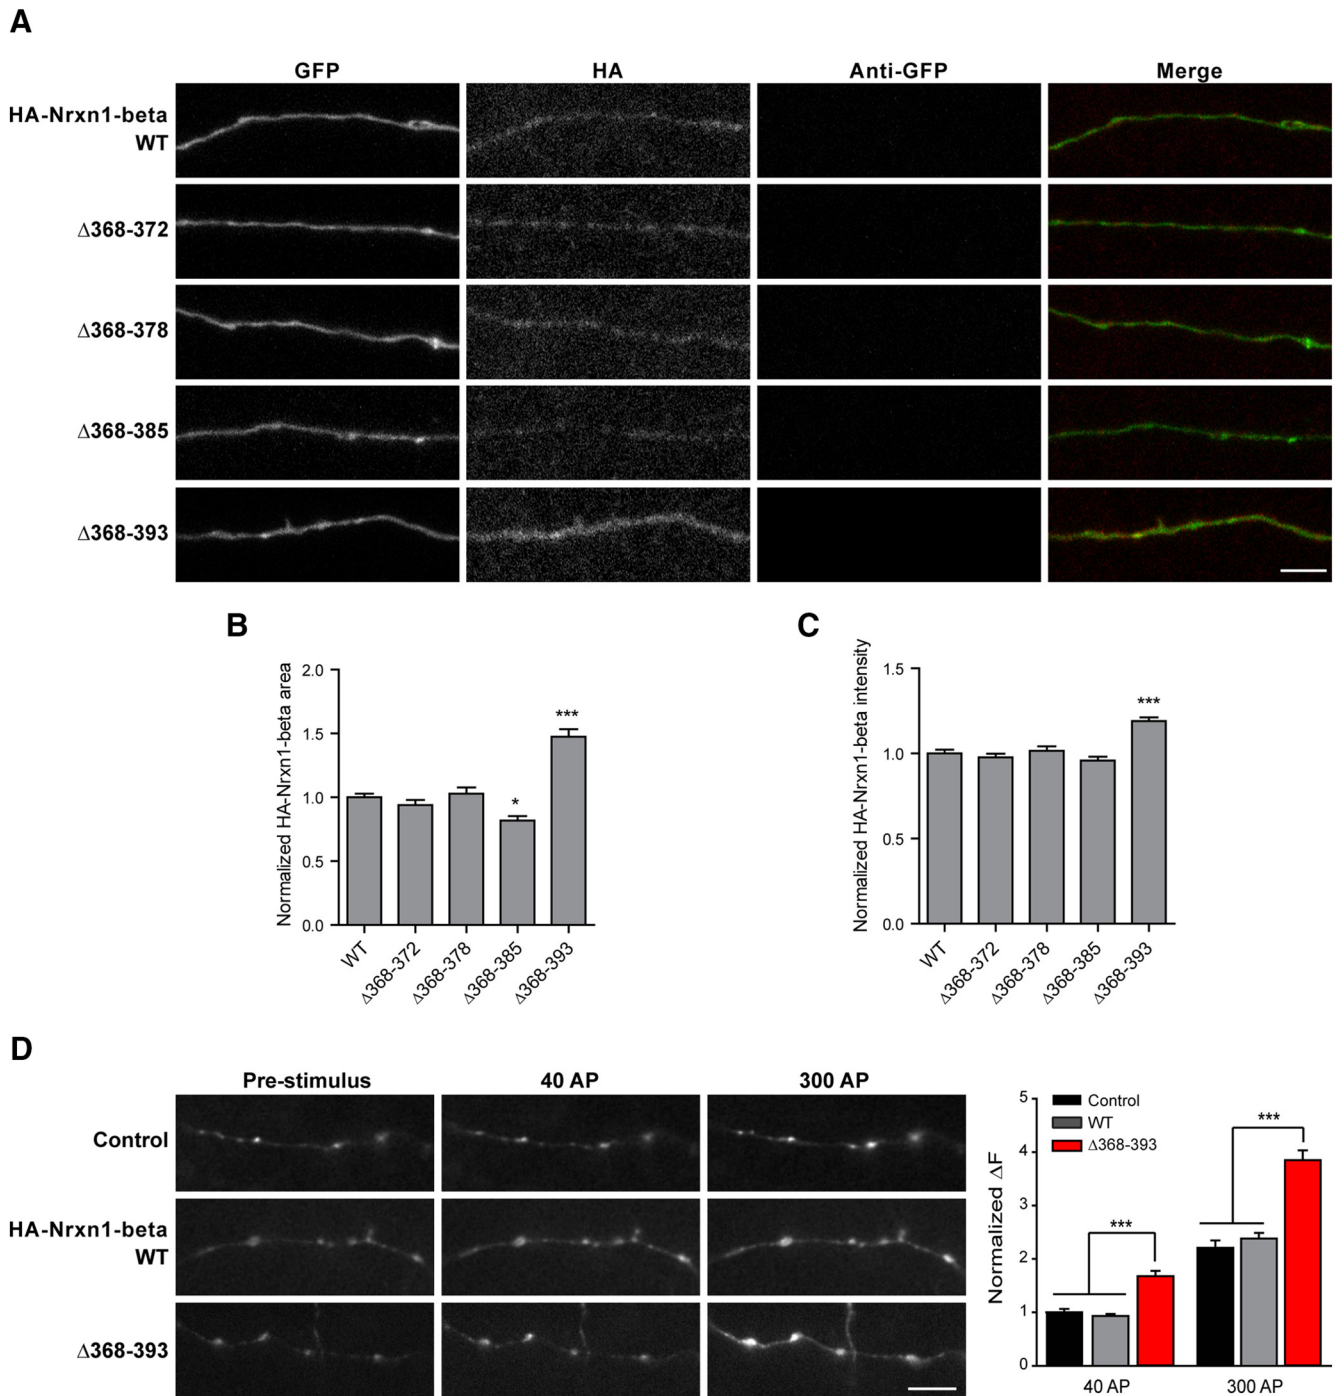 A
GFP HA Anti-GFP Merge
HA-Nrxn1-beta
WT
Δ368-372
Δ368-378
Δ368-385
Δ368-393
B
Normalized HA-Nrxn1-beta area
2.0
1.5
1.0
0.5
0.0
*
***
WT Δ368-372 Δ368-378 Δ368-385 Δ368-393
C
Normalized HA-Nrxn1-beta intensity
1.5
1.0
0.5
0.0
***
WT Δ368-372 Δ368-378 Δ368-385 Δ368-393
D
Pre-stimulus 40 AP 300 AP
Control
HA-Nrxn1-beta
WT
Δ368-393
Normalized ΔF
5
4
3
2
1
0
Control
WT
Δ368-393
***
***
40 AP 300 AP